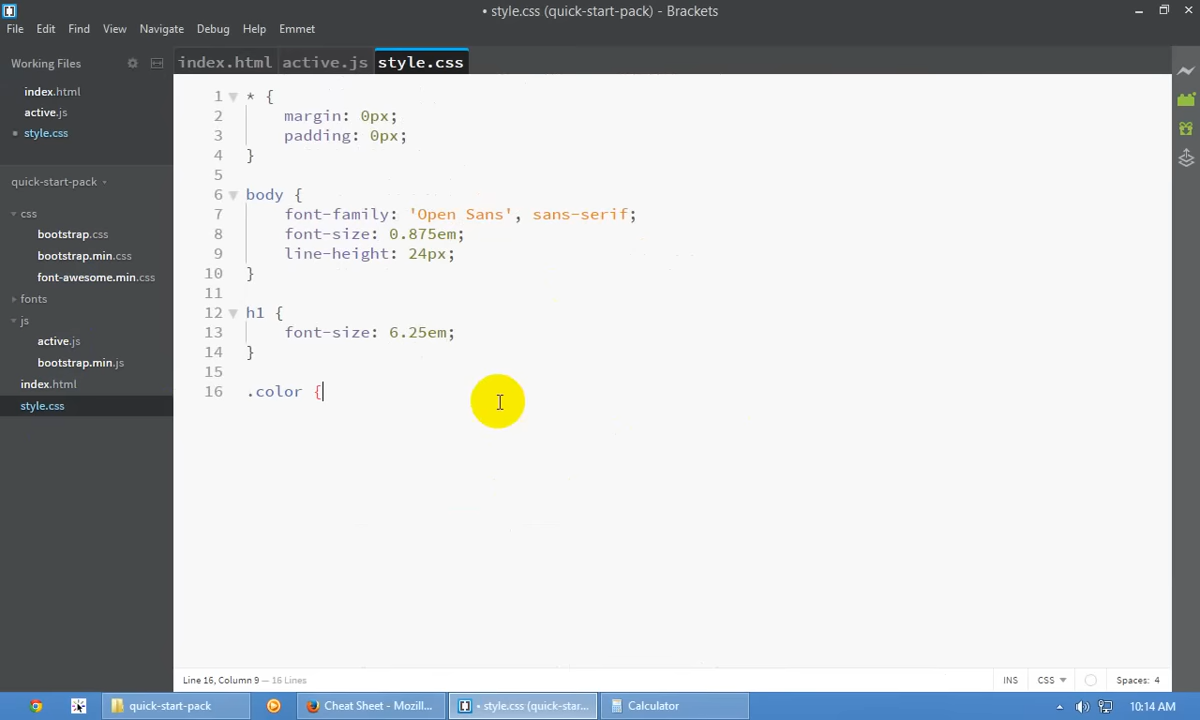 • style.css (quick-start-pack) - Brackets
File Edit Find View Navigate Debug Help Emmet
Working Files
index.html
active.js
• style.css
quick-start-pack
css
bootstrap.css
bootstrap.min.css
font-awesome.min.css
fonts
js
active.js
bootstrap.min.js
index.html
style.css
index.html active.js style.css
1 * {
2 margin: 0px;
3 padding: 0px;
4 }
5
6 body {
7 font-family: 'Open Sans', sans-serif;
8 font-size: 0.875em;
9 line-height: 24px;
10 }
11
12 h1 {
13 font-size: 6.25em;
14 }
15
16 .color {
Line 16, Column 9 — 16 Lines
INS CSS Spaces: 4
quick-start-pack Cheat Sheet - Mozill... • style.css (quick-star... Calculator 10:14 AM